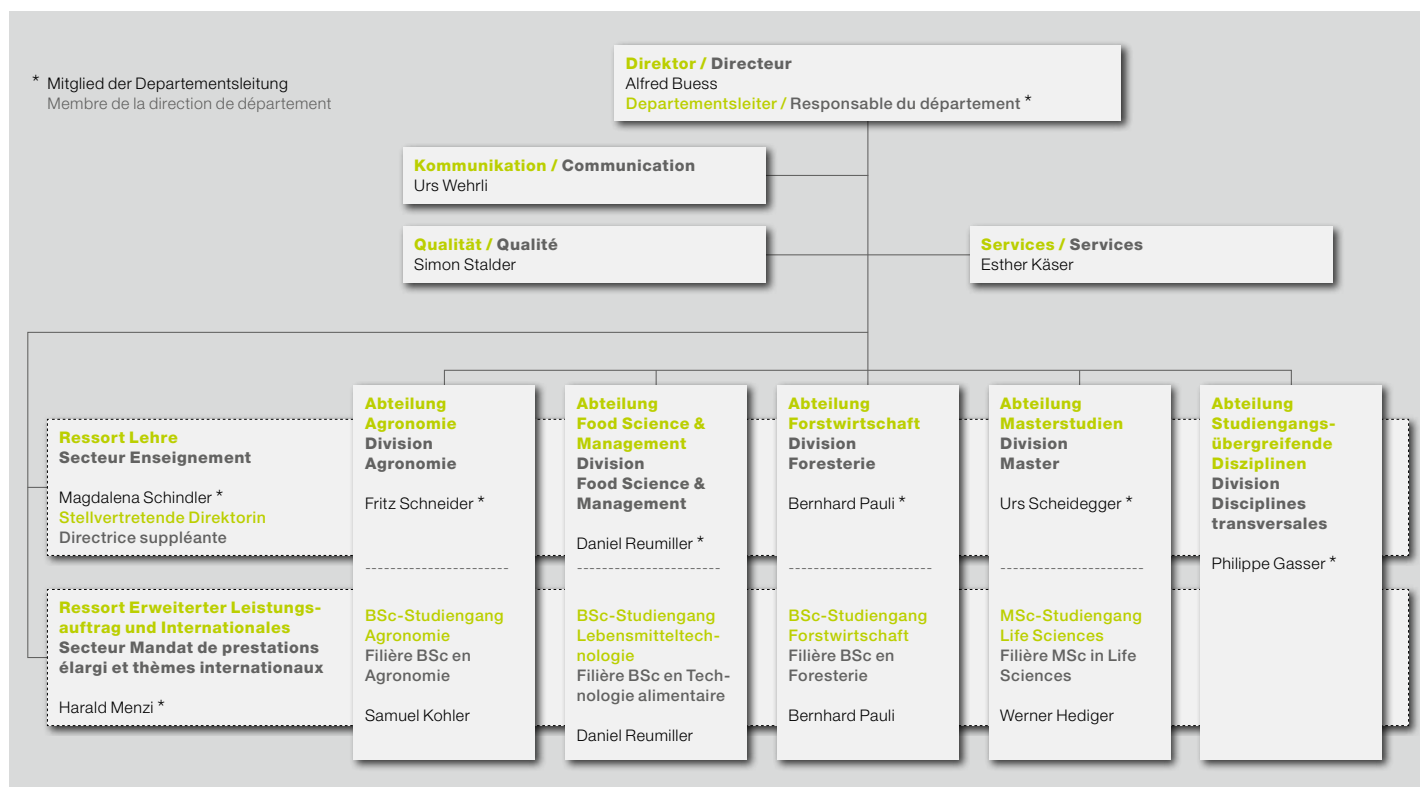 * Mitglied der Departementsleitung
Membre de la direction de département
Direktor / Directeur
Alfred Buess
Departementsleiter / Responsable du département *
Kommunikation / Communication
Urs Wehrli
Qualität / Qualité
Simon Stalder
Services / Services
Esther Käser
Ressort Lehre
Secteur Enseignement
Magdalena Schindler *
Stellvertretende Direktorin
Directrice suppléante
Ressort Erweiterter Leistungs-
auftrag und Internationales
Secteur Mandat de prestations
élargi et thèmes internationaux
Harald Menzi *
Abteilung
Agronomie
Division
Agronomie
Fritz Schneider *
BSc-Studiengang
Agronomie
Filière BSc en
Agronomie
Samuel Kohler
Abteilung
Food Science &
Management
Division
Food Science &
Management
Daniel Reumiller *
BSc-Studiengang
Lebensmitteltech-
nologie
Filière BSc en Tech-
nologie alimentaire
Daniel Reumiller
Abteilung
Forstwirtschaft
Division
Foresterie
Bernhard Pauli *
BSc-Studiengang
Forstwirtschaft
Filière BSc en
Foresterie
Bernhard Pauli
Abteilung
Masterstudien
Division
Master
Urs Scheidegger *
MSc-Studiengang
Life Sciences
Filière MSc in Life
Sciences
Werner Hediger
Abteilung
Studiengangs-
übergreifende
Disziplinen
Division
Disciplines
transversales
Philippe Gasser *